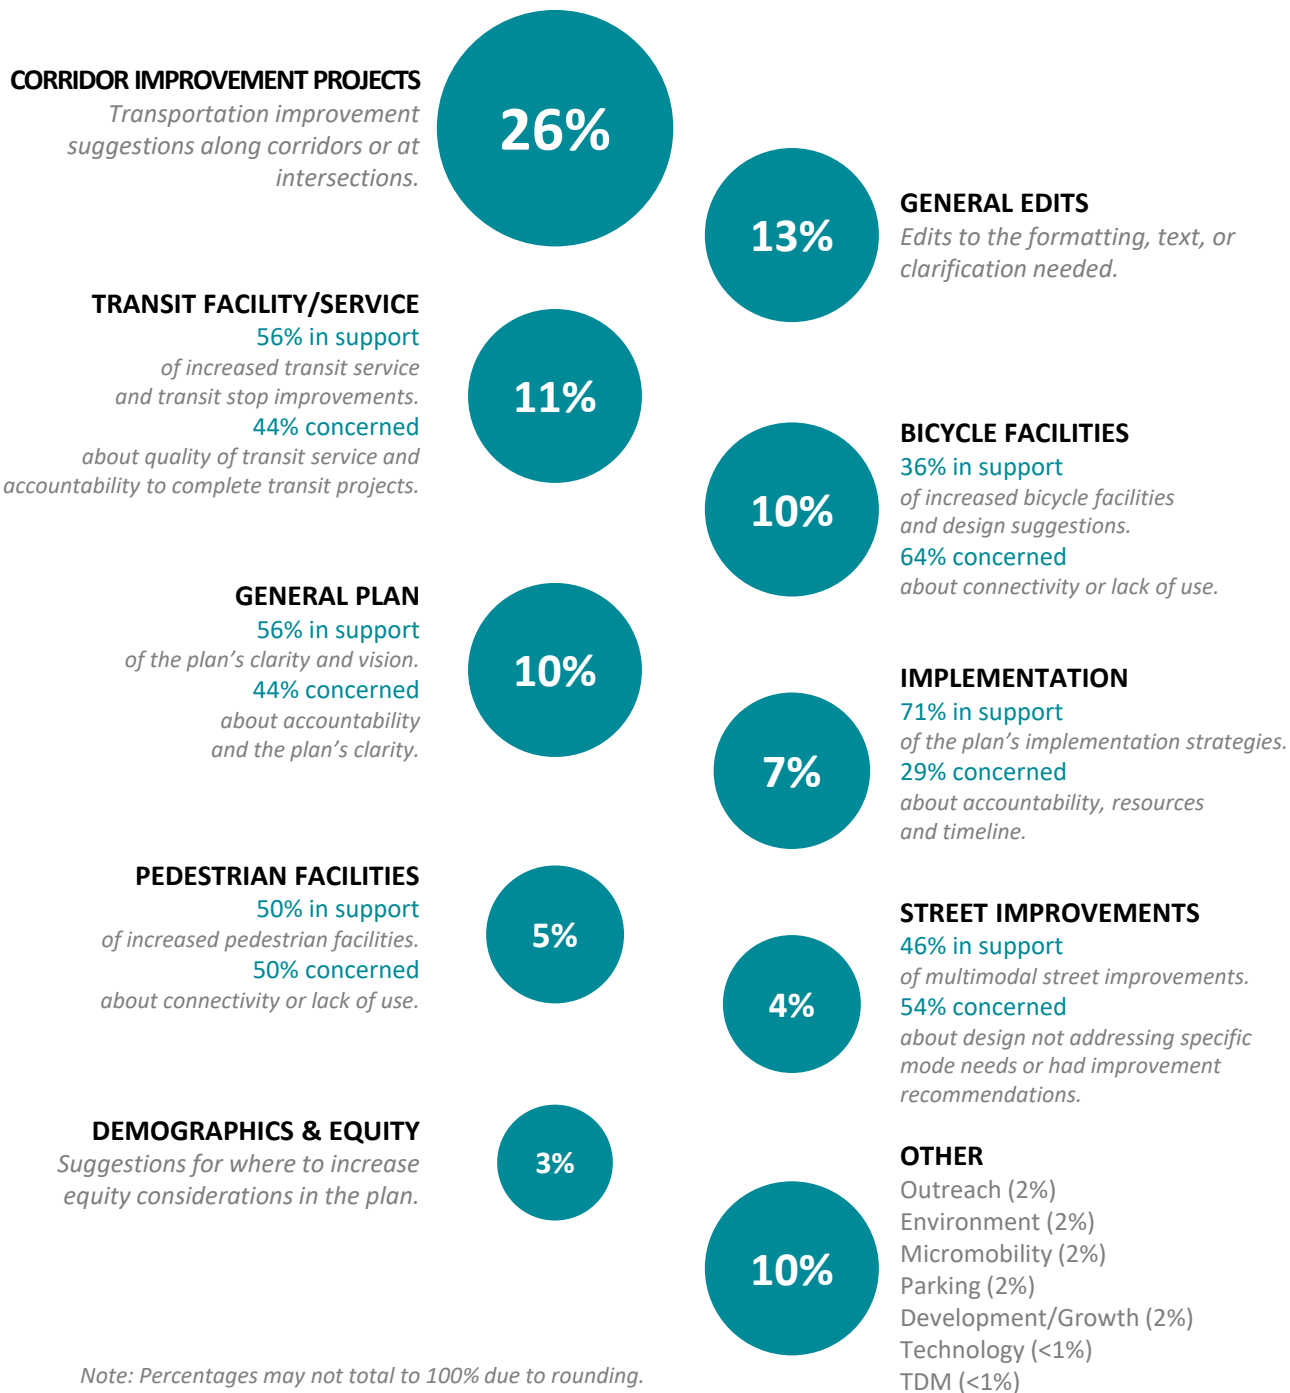 CORRIDOR IMPROVEMENT PROJECTS
Transportation improvement
suggestions along corridors or at
intersections.
26%
GENERAL EDITS
Edits to the formatting, text, or
clarification needed.
13%
TRANSIT FACILITY/SERVICE
56% in support
of increased transit service
and transit stop improvements.
44% concerned
about quality of transit service and
accountability to complete transit projects.
11%
BICYCLE FACILITIES
36% in support
of increased bicycle facilities
and design suggestions.
64% concerned
about connectivity or lack of use.
10%
GENERAL PLAN
56% in support
of the plan’s clarity and vision.
44% concerned
about accountability
and the plan’s clarity.
10%
IMPLEMENTATION
71% in support
of the plan’s implementation strategies.
29% concerned
about accountability, resources
and timeline.
7%
PEDESTRIAN FACILITIES
50% in support
of increased pedestrian facilities.
50% concerned
about connectivity or lack of use.
5%
STREET IMPROVEMENTS
46% in support
of multimodal street improvements.
54% concerned
about design not addressing specific
mode needs or had improvement
recommendations.
4%
DEMOGRAPHICS & EQUITY
Suggestions for where to increase
equity considerations in the plan.
3%
OTHER
Outreach (2%)
Environment (2%)
Micromobility (2%)
Parking (2%)
Development/Growth (2%)
Technology (<1%)
TDM (<1%)
10%
Note: Percentages may not total to 100% due to rounding.